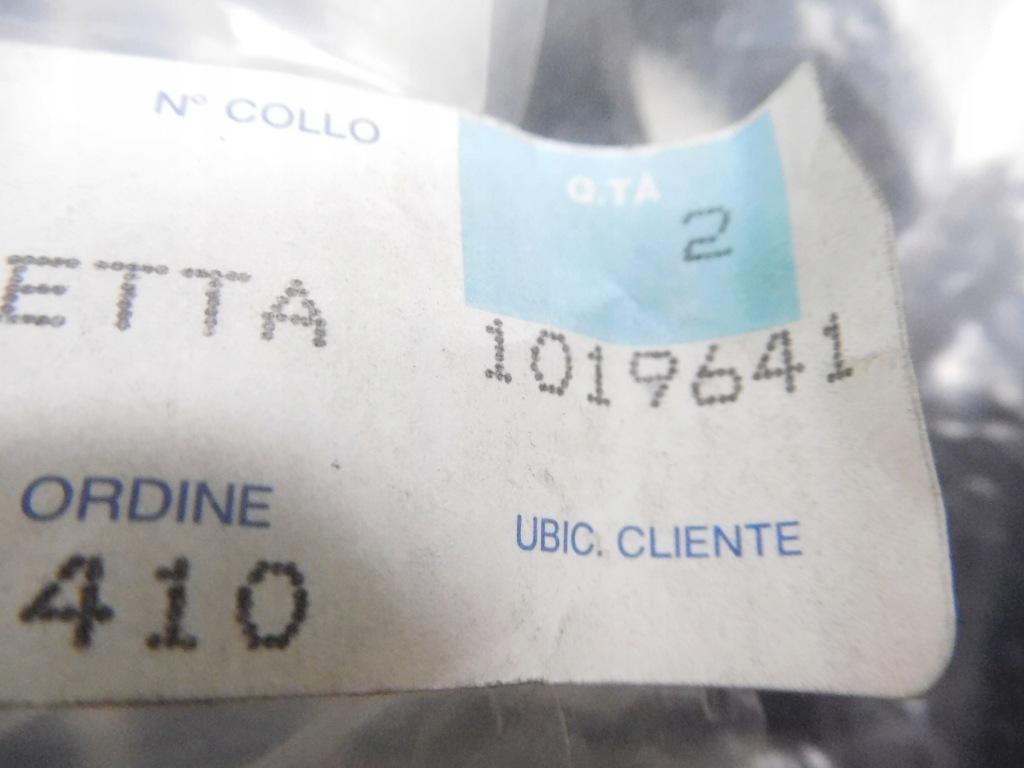 N° COLLO
Q.TÀ
2
ETTA
1019641
ORDINE
UBIC. CLIENTE
410